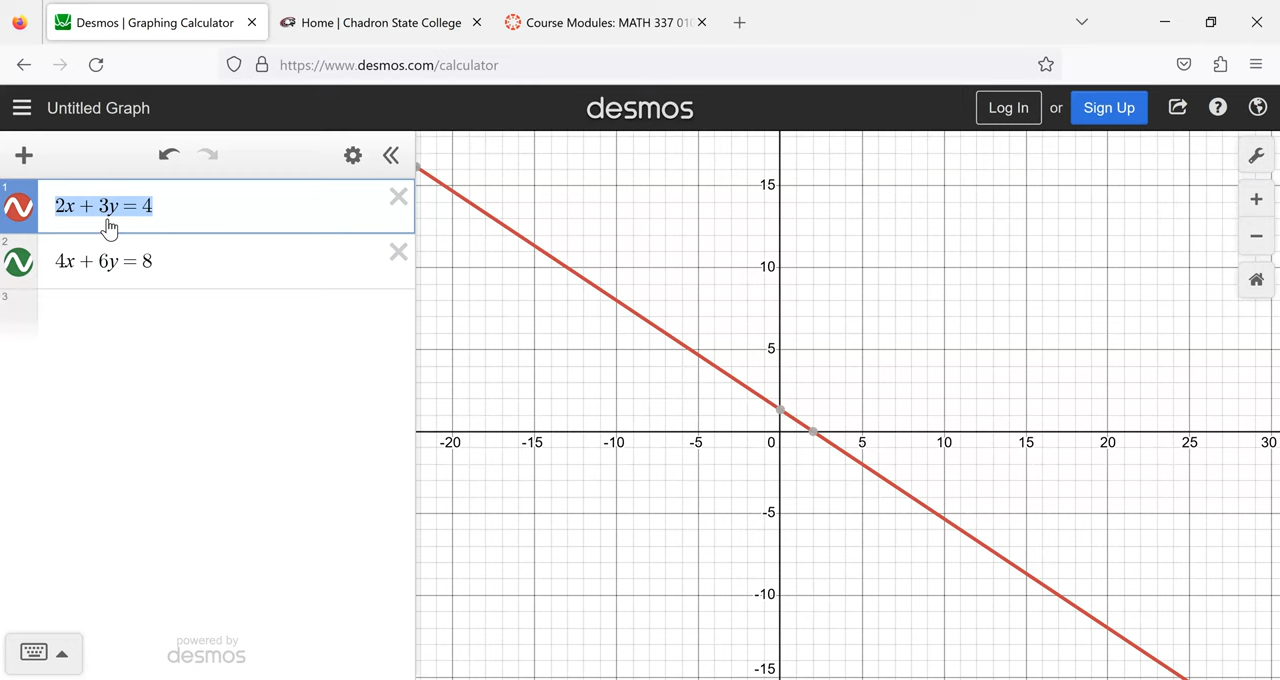 Desmos | Graphing Calculator
Home | Chadron State College
Course Modules: MATH 337 01
https://www.desmos.com/calculator
Untitled Graph
desmos
Log In or Sign Up
1
2x + 3y = 4
2
4x + 6y = 8
3
15
10
5
-20 -15 -10 -5 0 5 10 15 20 25 30
-5
-10
-15
powered by
desmos